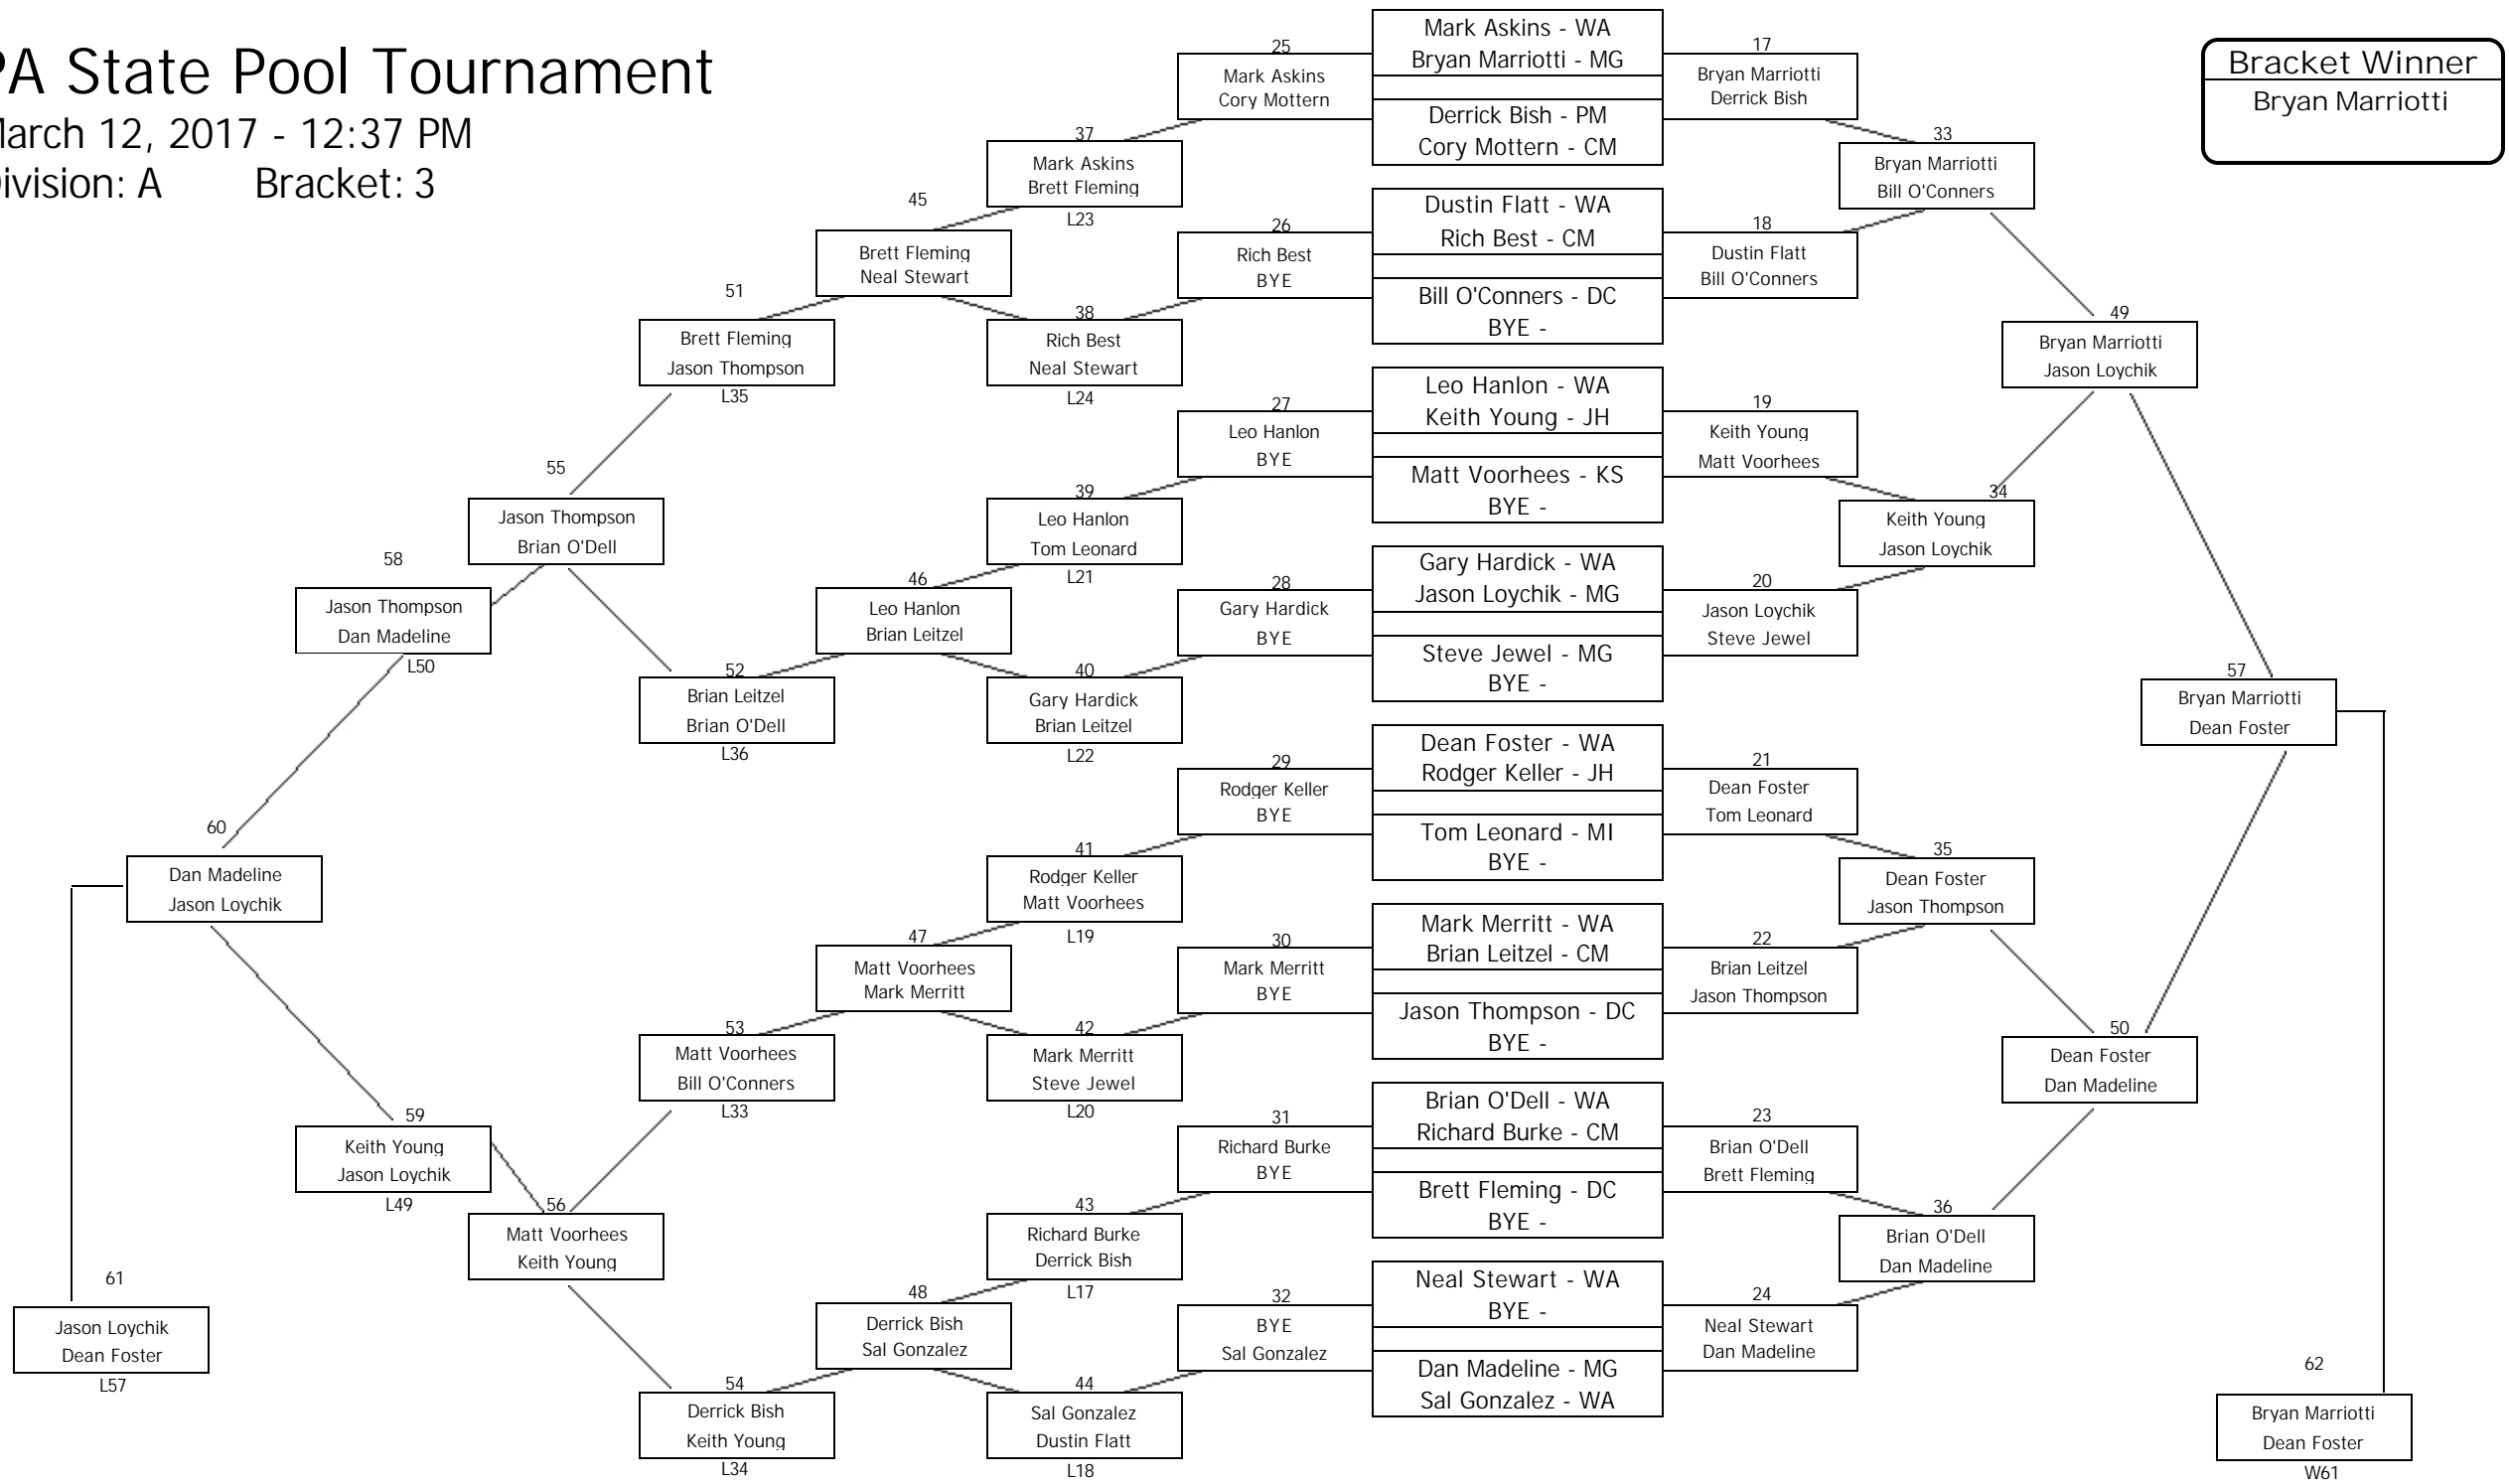 PA State Pool Tournament
March 12, 2017 - 12:37 PM
Division: A Bracket: 3
Bracket Winner
Bryan Marriotti
Mark Askins - WA
Bryan Marriotti - MG
Derrick Bish - PM
Cory Mottern - CM
Dustin Flatt - WA
Rich Best - CM
Bill O'Conners - DC
BYE -
Leo Hanlon - WA
Keith Young - JH
Matt Voorhees - KS
BYE -
Gary Hardick - WA
Jason Loychik - MG
Steve Jewel - MG
BYE -
Dean Foster - WA
Rodger Keller - JH
Tom Leonard - MI
BYE -
Mark Merritt - WA
Brian Leitzel - CM
Jason Thompson - DC
BYE -
Brian O'Dell - WA
Richard Burke - CM
Brett Fleming - DC
BYE -
Neal Stewart - WA
BYE -
Dan Madeline - MG
Sal Gonzalez - WA
17
Bryan Marriotti
Derrick Bish
18
Dustin Flatt
Bill O'Conners
19
Keith Young
Matt Voorhees
20
Jason Loychik
Steve Jewel
21
Dean Foster
Tom Leonard
22
Brian Leitzel
Jason Thompson
23
Brian O'Dell
Brett Fleming
24
Neal Stewart
Dan Madeline
25
Mark Askins
Cory Mottern
26
Rich Best
BYE
27
Leo Hanlon
BYE
28
Gary Hardick
BYE
29
Rodger Keller
BYE
30
Mark Merritt
BYE
31
Richard Burke
BYE
32
BYE
Sal Gonzalez
33
Bryan Marriotti
Bill O'Conners
34
Keith Young
Jason Loychik
35
Dean Foster
Jason Thompson
36
Brian O'Dell
Dan Madeline
37
Mark Askins
Brett Fleming
L23
38
Rich Best
Neal Stewart
L24
39
Leo Hanlon
Tom Leonard
L21
40
Gary Hardick
Brian Leitzel
L22
41
Rodger Keller
Matt Voorhees
L19
42
Mark Merritt
Steve Jewel
L20
43
Richard Burke
Derrick Bish
L17
44
Sal Gonzalez
Dustin Flatt
L18
45
Brett Fleming
Neal Stewart
46
Leo Hanlon
Brian Leitzel
47
Matt Voorhees
Mark Merritt
48
Derrick Bish
Sal Gonzalez
49
Bryan Marriotti
Jason Loychik
50
Dean Foster
Dan Madeline
51
Brett Fleming
Jason Thompson
L35
52
Brian Leitzel
Brian O'Dell
L36
53
Matt Voorhees
Bill O'Conners
L33
54
Derrick Bish
Keith Young
L34
55
Jason Thompson
Brian O'Dell
56
Matt Voorhees
Keith Young
57
Bryan Marriotti
Dean Foster
58
Jason Thompson
Dan Madeline
L50
59
Keith Young
Jason Loychik
L49
60
Dan Madeline
Jason Loychik
61
Jason Loychik
Dean Foster
L57
62
Bryan Marriotti
Dean Foster
W61